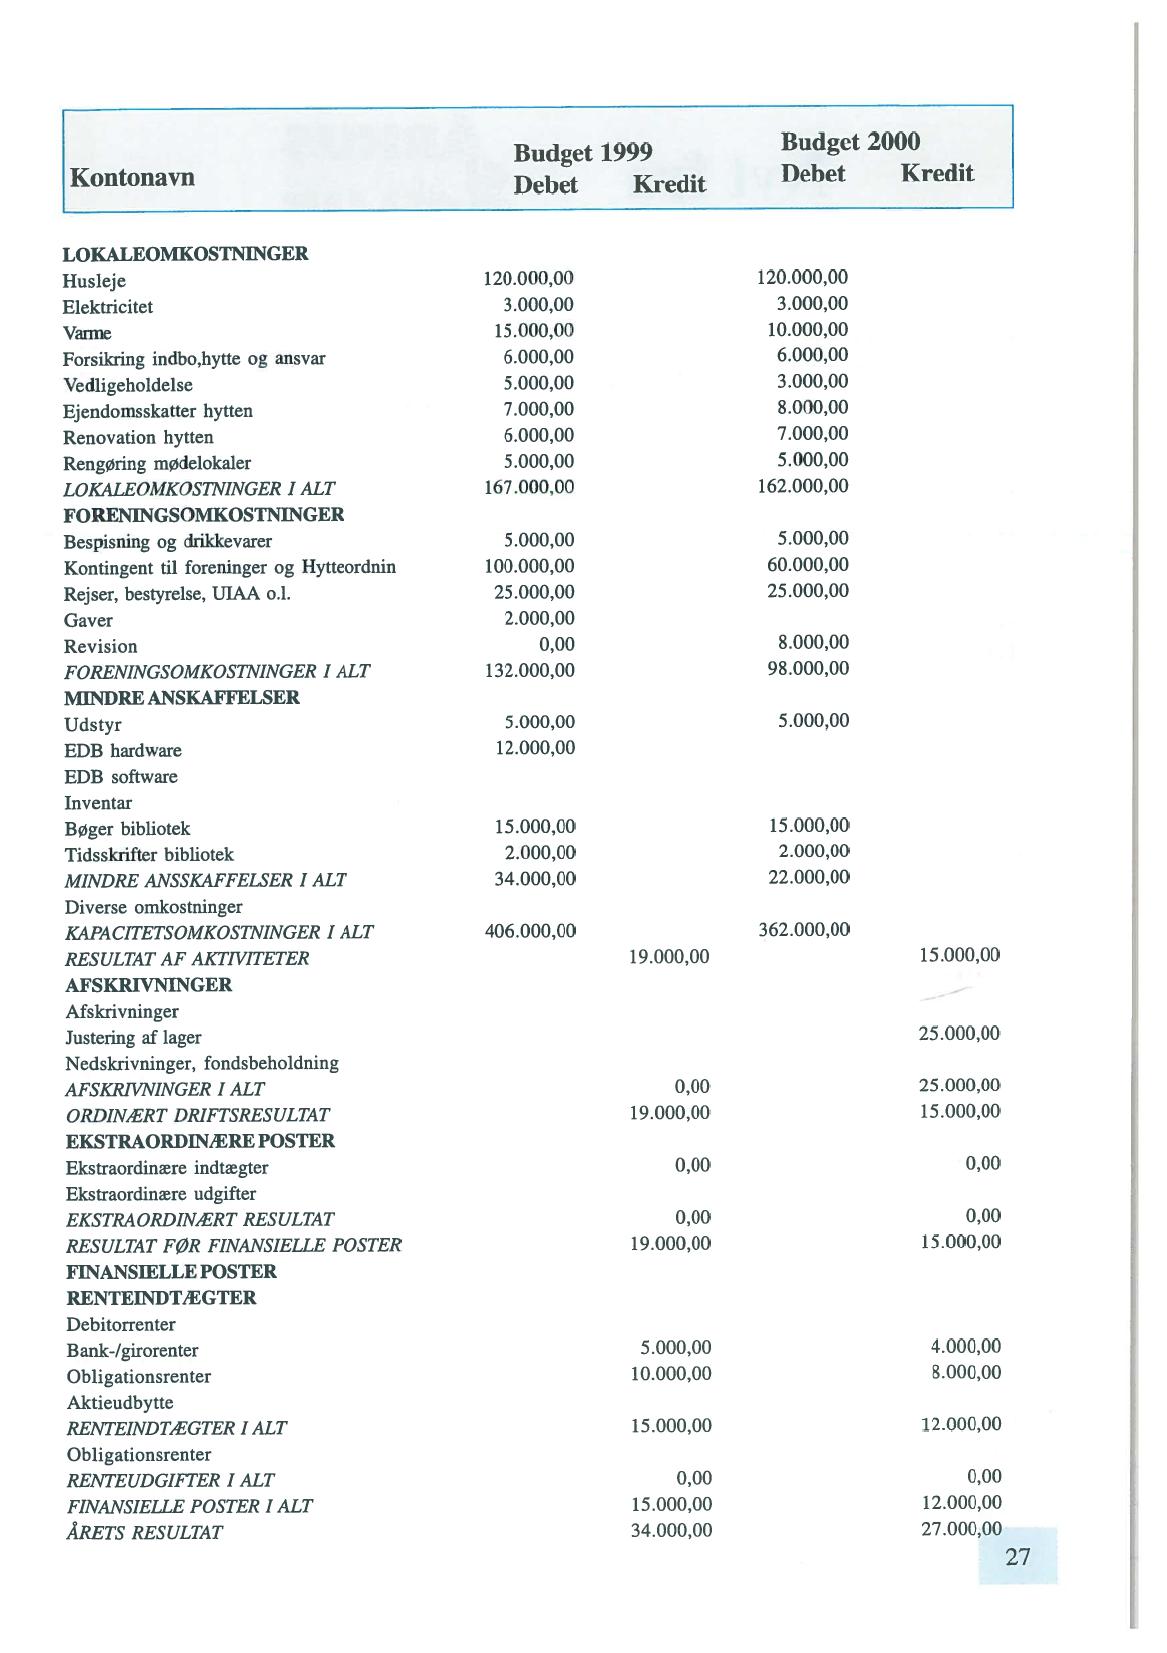 Budget 1999 Budget 2000
Kontonavn Debet Kredit Debet Kredit
LOKALEOMKOSTNINGER
Husleje 120.000,00 120.000,00
Elektricitet 3.000,00 3.000,00
Varme 15.000,00 10.000,00
Forsikring indbo,hytte og ansvar 6.000,00 6.000,00
Vedligeholdelse 5.000,00 3.000,00
Ejendomsskatter hytten 7.000,00 8.000,00
Renovation hytten 6.000,00 7.000,00
Rengøring mødelokaler 5.000,00 5.000,00
LOKALEOMKOSTNINGER I ALT 167.000,00 162.000,00
FORENINGSOMKOSTNINGER
Bespisning og drikkevarer 5.000,00 5.000,00
Kontingent til foreninger og Hytteordnin 100.000,00 60.000,00
Rejser, bestyrelse, UIAA o.l. 25.000,00 25.000,00
Gaver 2.000,00
Revision 0,00 8.000,00
FORENINGSOMKOSTNINGER I ALT 132.000,00 98.000,00
MINDRE ANSKAFFELSER
Udstyr 5.000,00 5.000,00
EDB hardware 12.000,00
EDB software
Inventar
Bøger bibliotek 15.000,00 15.000,00
Tidsskrifter bibliotek 2.000,00 2.000,00
MINDRE ANSSKAFFELSER I ALT 34.000,00 22.000,00
Diverse omkostninger
KAPACITETSOMKOSTNINGER I ALT 406.000,00 362.000,00
RESULTAT AF AKTIVITETER 19.000,00 15.000,00
AFSKRIVNINGER
Afskrivninger
Justering af lager 25.000,00
Nedskrivninger, fondsbeholdning
AFSKRIVNINGER I ALT 0,00 25.000,00
ORDINÆRT DRIFTSRESULTAT 19.000,00 15.000,00
EKSTRAORDINÆRE POSTER
Ekstraordinære indtægter 0,00 0,00
Ekstraordinære udgifter
EKSTRAORDINÆRT RESULTAT 0,00 0,00
RESULTAT FØR FINANSIELLE POSTER 19.000,00 15.000,00
FINANSIELLE POSTER
RENTEINDTÆGTER
Debitorrenter
Bank-/girorenter 5.000,00 4.000,00
Obligationsrenter 10.000,00 8.000,00
Aktieudbytte
RENTEINDTÆGTER I ALT 15.000,00 12.000,00
Obligationsrenter
RENTEUDGIFTER I ALT 0,00 0,00
FINANSIELLE POSTER I ALT 15.000,00 12.000,00
ÅRETS RESULTAT 34.000,00 27.000,00
27